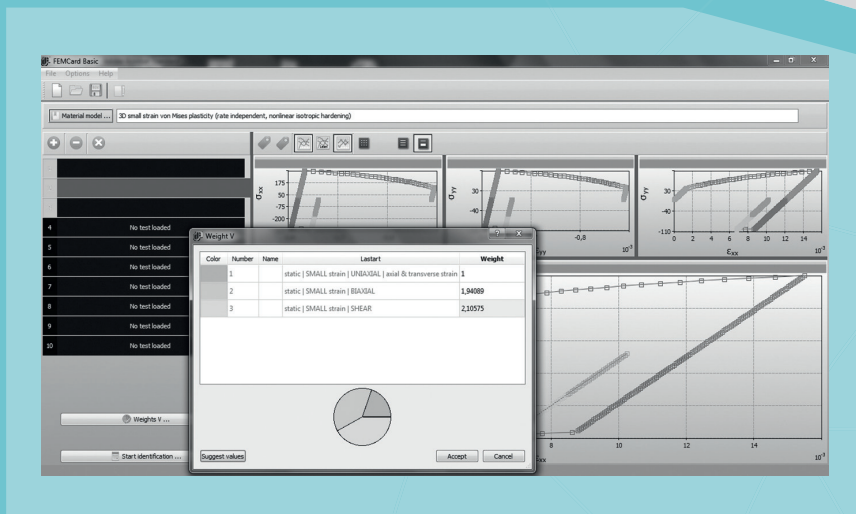 FEMCard Basic
File Options Help
Material model ... 3D small strain von Mises plasticity (rate independent, nonlinear isotropic hardening)
175
50
-75
-200
σxx
30
-40
σyy
-0,8
εyy
10⁻³
30
-40
-110
σyy
0 2 4 6 8 10 12 14
εxx
10⁻³
4 No test loaded
5 No test loaded
6 No test loaded
7 No test loaded
8 No test loaded
9 No test loaded
10 No test loaded
Weight V
Color Number Name Lastart Weight
1 static | SMALL strain | UNIAXIAL | axial & transverse strain 1
2 static | SMALL strain | BIAXIAL 1,94089
3 static | SMALL strain | SHEAR 2,10575
Suggest values Accept Cancel
8 10 12 14
εxx
10⁻³
Weights V ...
Start identification ...